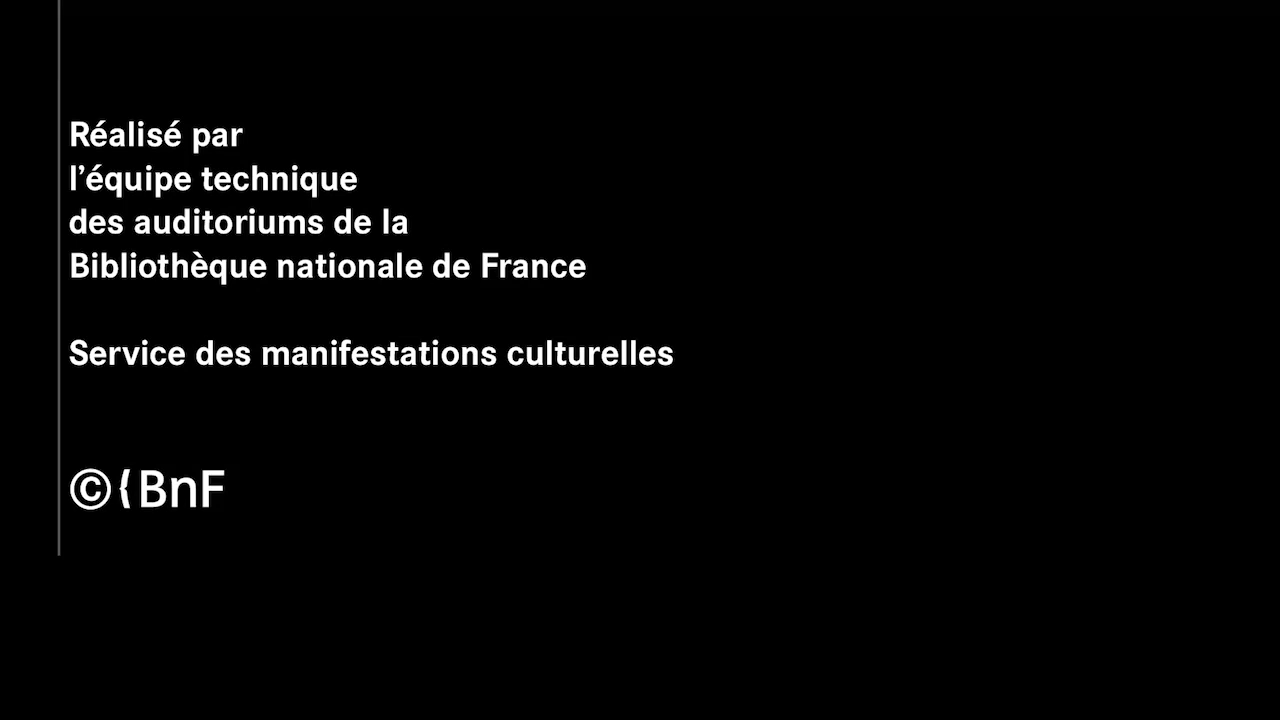 Réalisé par
l’équipe technique
des auditoriums de la
Bibliothèque nationale de France
Service des manifestations culturelles
©{BnF